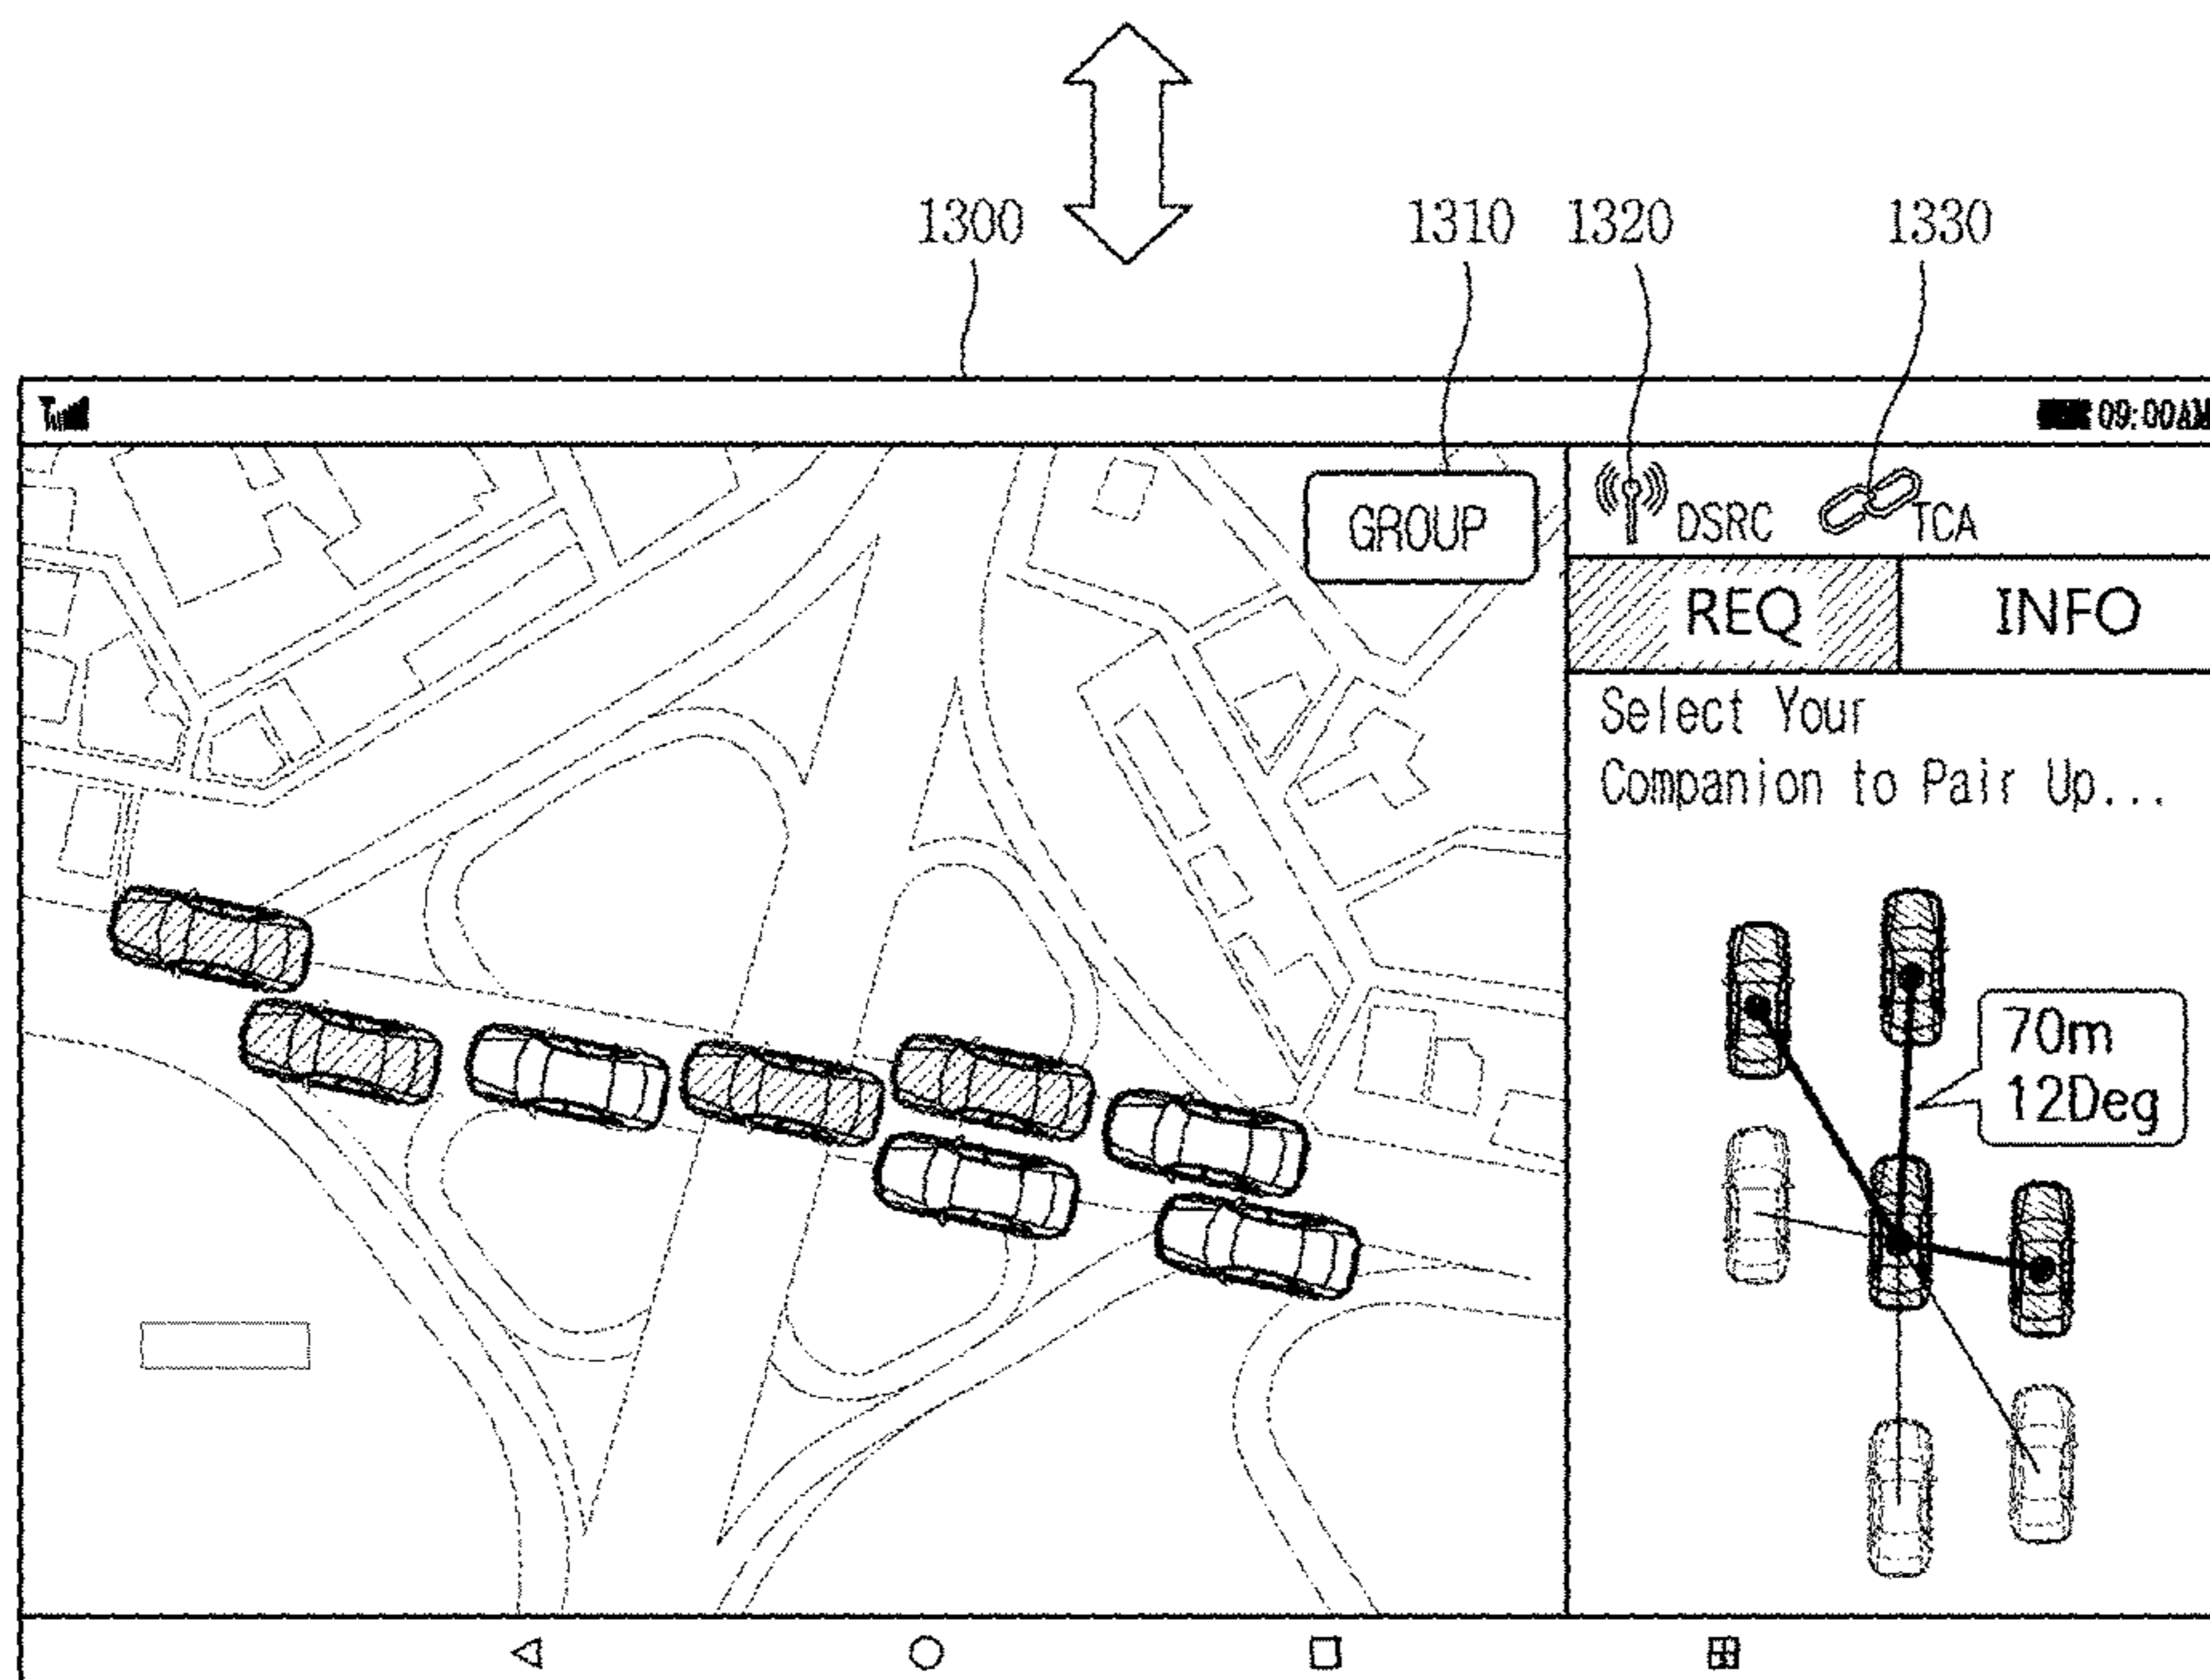 1300
1310
1320
1330
09:00AM
GROUP
DSRC
TCA
REQ
INFO
Select Your
Companion to Pair Up...
70m
12Deg